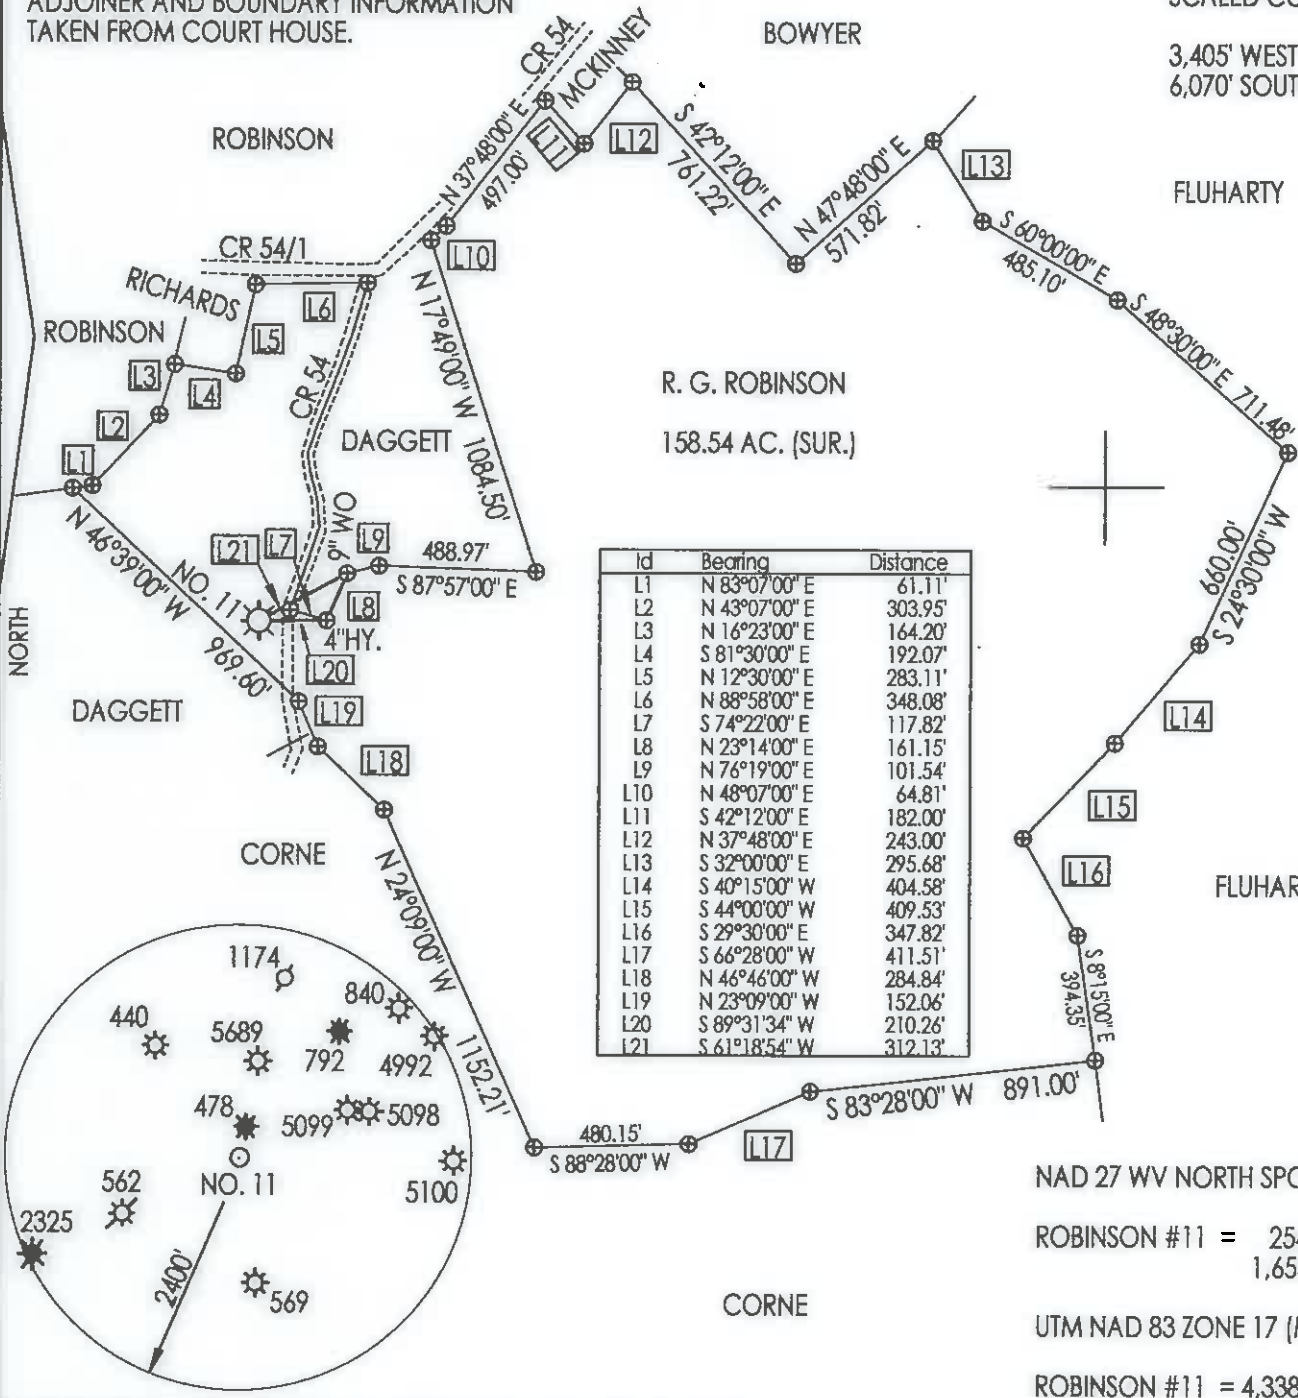 ADJOINER AND BOUNDARY INFORMATION
TAKEN FROM COURT HOUSE.
BOWYER
3,405' WEST
ROBINSON
CR 54
MCKINNEY
N 37°48'00" E
497.00'
L11
L12
S 42°12'00" E
761.22'
N 47°48'00" E
571.82'
L13
FLUHARTY
S 60°00'00" E
485.10'
S 48°30'00" E 711.48'
CR 54/1
L10
RICHARDS
L6
ROBINSON
L5
L3
L4
L2
L1
CR 54
N 17°49'00" W 1084.50'
DAGGETT
R. G. ROBINSON
158.54 AC. (SUR.)
N 46°39'00" W
969.60'
NO. 11
L21
L7
9" WO
L9
488.97'
S 87°57'00" E
L8
4"HY.
L20
L19
NORTH
DAGGETT
L18
660.00'
S 24°30'00" W
L14
L15
L16
Id Bearing Distance
L1 N 83°07'00" E 61.11'
L2 N 43°07'00" E 303.95'
L3 N 16°23'00" E 164.20'
L4 S 81°30'00" E 192.07'
L5 N 12°30'00" E 283.11'
L6 N 88°58'00" E 348.08'
L7 S 74°22'00" E 117.82'
L8 N 23°14'00" E 161.15'
L9 N 76°19'00" E 101.54'
L10 N 48°07'00" E 64.81'
L11 S 42°12'00" E 182.00'
L12 N 37°48'00" E 243.00'
L13 S 32°00'00" E 295.68'
L14 S 40°15'00" W 404.58'
L15 S 44°00'00" W 409.53'
L16 S 29°30'00" E 347.82'
L17 S 66°28'00" W 411.51'
L18 N 46°46'00" W 284.84'
L19 N 23°09'00" W 152.06'
L20 S 89°31'34" W 210.26'
L21 S 61°18'54" W 312.13'
CORNE
N 24°09'00" W 1152.21'
S 8°15'00" E
394.35'
S 83°28'00" W 891.00'
L17
480.15'
S 88°28'00" W
1174
840
440
5689
792
4992
478
5099
5098
NO. 11
5100
562
2325
2400'
569
CORNE
NAD 27 WV NORTH
ROBINSON #11 =
UTM NAD 83 ZONE 17
ROBINSON #11 =